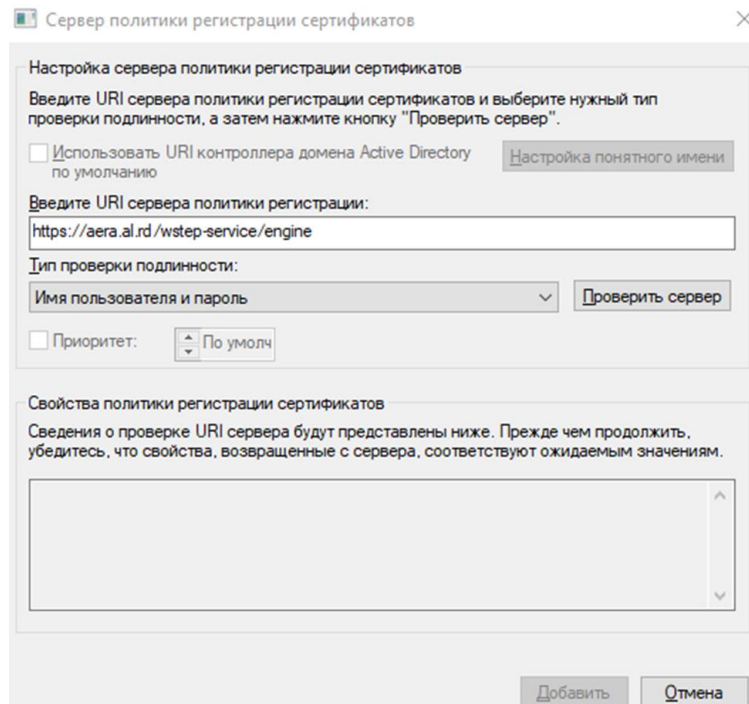 Сервер политики регистрации сертификатов
Настройка сервера политики регистрации сертификатов
Введите URI сервера политики регистрации сертификатов и выберите нужный тип
проверки подлинности, а затем нажмите кнопку "Проверить сервер".
Использовать URI контроллера домена Active Directory
по умолчанию
Настройка понятного имени
Введите URI сервера политики регистрации:
https://aera.al.rd/wstep-service/engine
Тип проверки подлинности:
Имя пользователя и пароль
Проверить сервер
Приоритет:
По умолч
Свойства политики регистрации сертификатов
Сведения о проверке URI сервера будут представлены ниже. Прежде чем продолжить,
убедитесь, что свойства, возвращенные с сервера, соответствуют ожидаемым значениям.
Добавить
Отмена